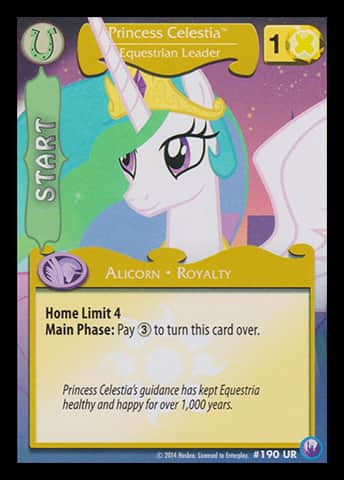 Princess Celestia™
Equestrian Leader
1
START
ALICORN • ROYALTY
Home Limit 4
Main Phase: Pay ③ to turn this card over.
Princess Celestia's guidance has kept Equestria
healthy and happy for over 1,000 years.
© 2014 Hasbro. Licensed to Enterplay. #190 UR